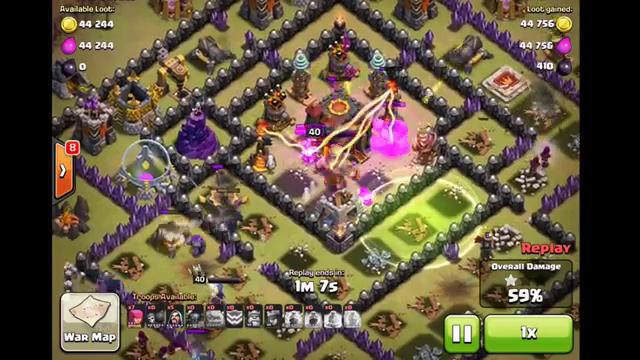 Available Loot:
44 244
44 244
0
Loot gained:
44 756
44 756
410
8
40
40
Replay
Overall Damage
59%
Replay ends in:
1M 7s
Troops Available:
War Map
1x